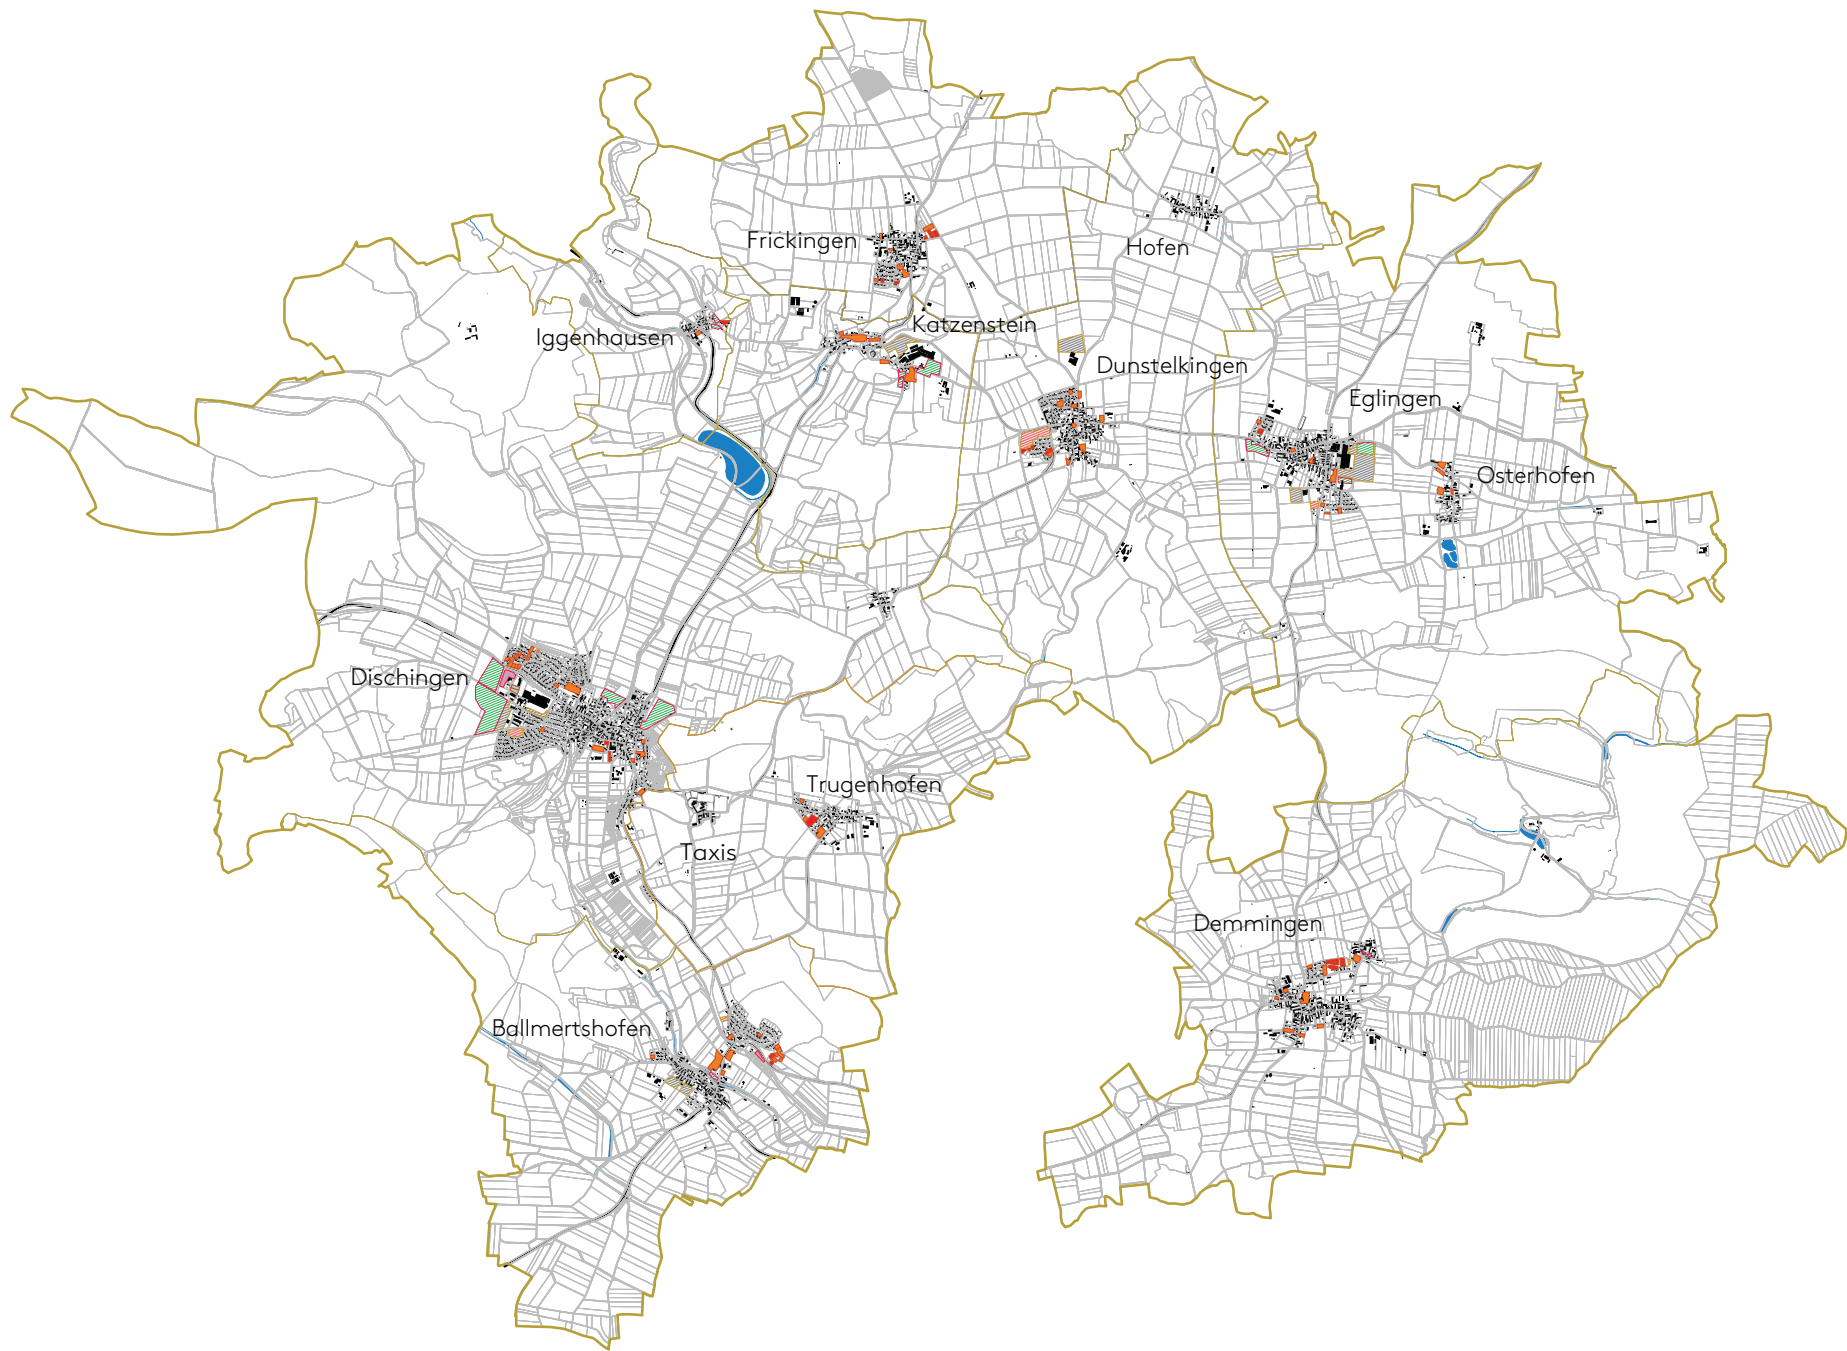 Frickingen
Hofen
Katzenstein
Iggenhausen
Dunstelkingen
Eglingen
Osterhofen
Dischingen
Trugenhofen
Taxis
Demmingen
Ballmertshofen